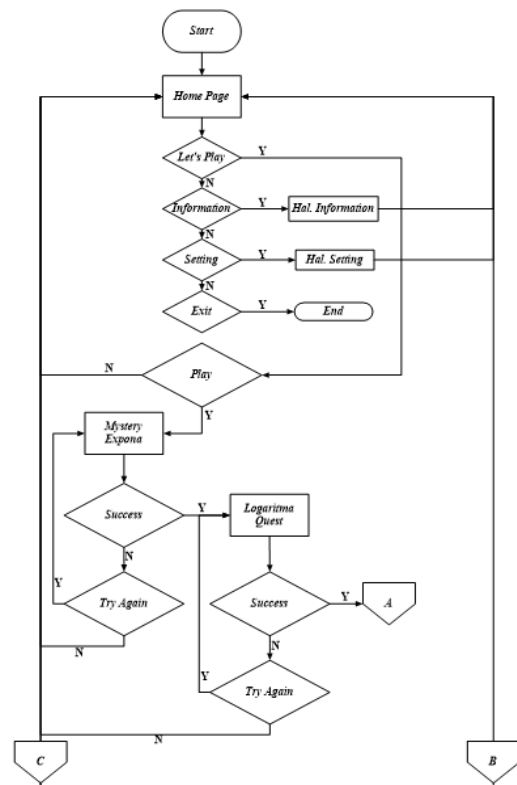 Start
Home Page
Let's Play
Y
N
Information
Y
Hal. Information
N
Setting
Y
Hal. Setting
N
Exit
Y
End
N
Play
Y
Mystery
Expona
Success
Y
Logaritma
Quest
N
Y
Try Again
Success
Y
A
N
N
Y
Try Again
N
C
B